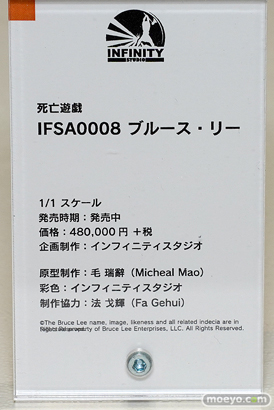 INFINITY
STUDIO
死亡遊戯
IFSA0008 ブルース・リー
1/1 スケール
発売時期：発売中
価格：480,000円 +税
企画制作：インフィニティスタジオ
原型制作：毛 瑞辭（Micheal Mao）
彩色：インフィニティスタジオ
制作協力：法 戈輝（Fa Gehui）
©The Bruce Lee name, image, likeness and all related indecia are in
property of Bruce Lee Enterprises, LLC. All Rights Reserved.
moeyo.com